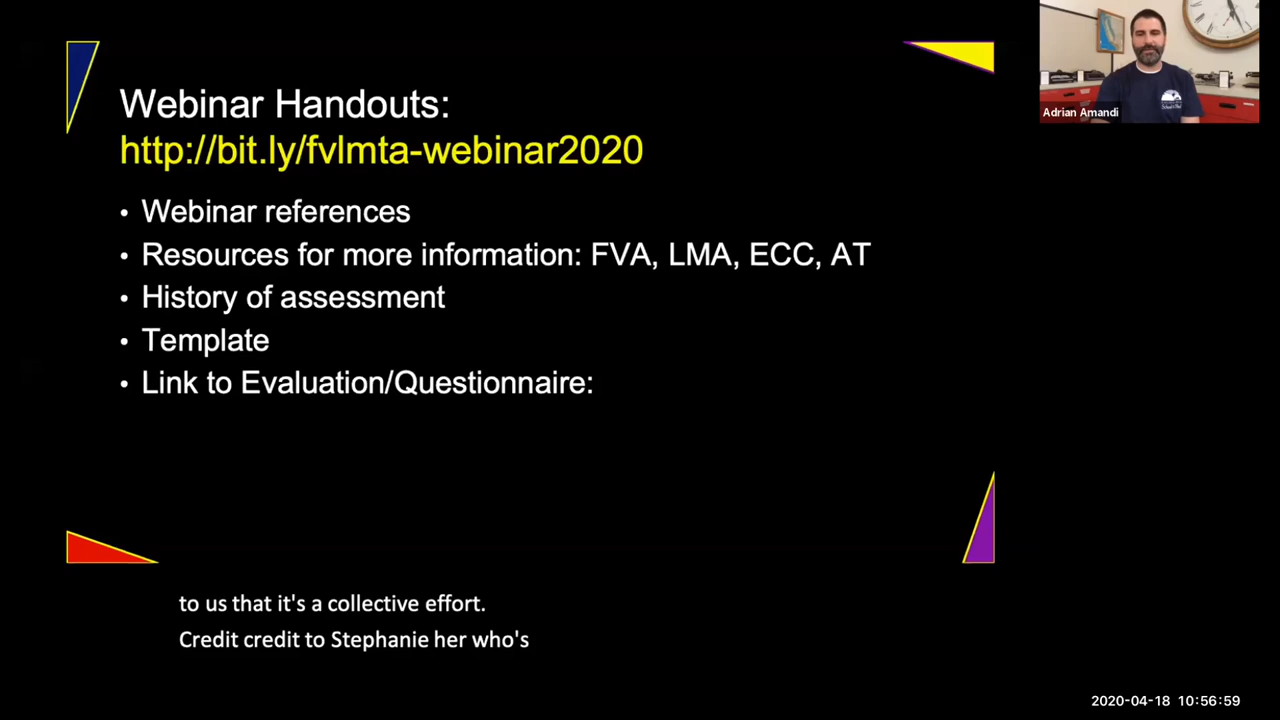 Webinar Handouts:
http://bit.ly/fvlmta-webinar2020
• Webinar references
• Resources for more information: FVA, LMA, ECC, AT
• History of assessment
• Template
• Link to Evaluation/Questionnaire:
Adrian Amandi
to us that it's a collective effort.
Credit credit to Stephanie her who's
2020-04-18 10:56:59